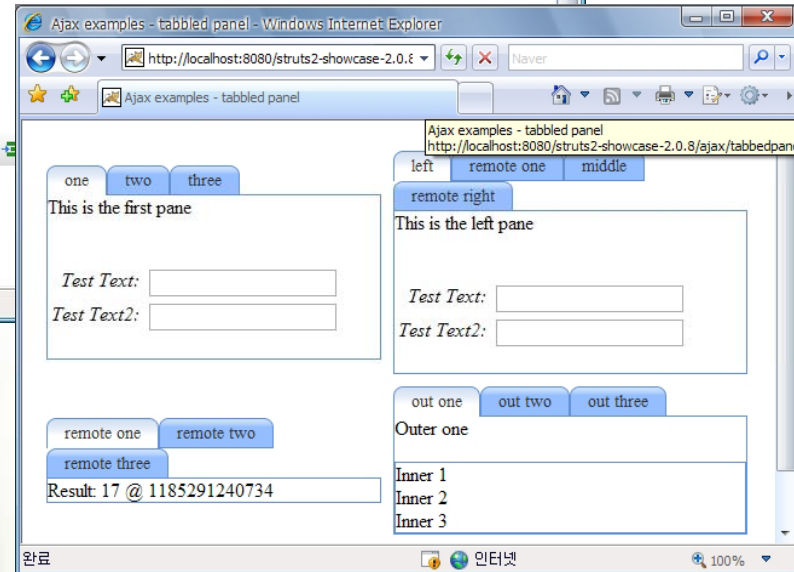 Ajax examples - tabbled panel - Windows Internet Explorer
http://localhost:8080/struts2-showcase-2.0.8
Naver
Ajax examples - tabbled panel
Ajax examples - tabbled panel
http://localhost:8080/struts2-showcase-2.0.8/ajax/tabbedpan
one two three
This is the first pane
Test Text:
Test Text2:
left remote one middle
remote right
This is the left pane
Test Text:
Test Text2:
remote one remote two
remote three
Result: 17 @ 1185291240734
out one out two out three
Outer one
Inner 1
Inner 2
Inner 3
완료 인터넷 100%